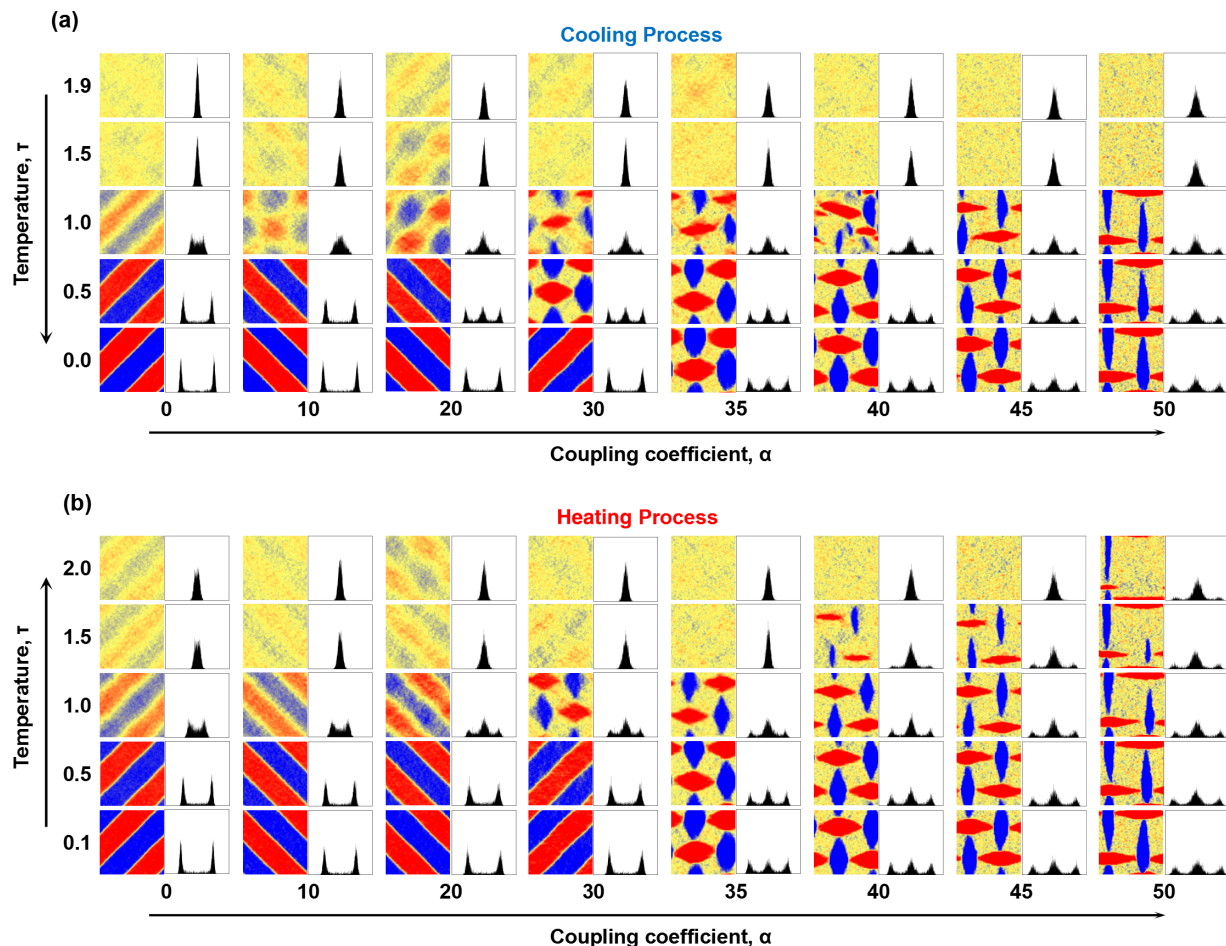 (a)
Cooling Process
Temperature, τ
1.9
1.5
1.0
0.5
0.0
0 10 20 30 35 40 45 50
Coupling coefficient, α
(b)
Heating Process
Temperature, τ
2.0
1.5
1.0
0.5
0.1
0 10 20 30 35 40 45 50
Coupling coefficient, α